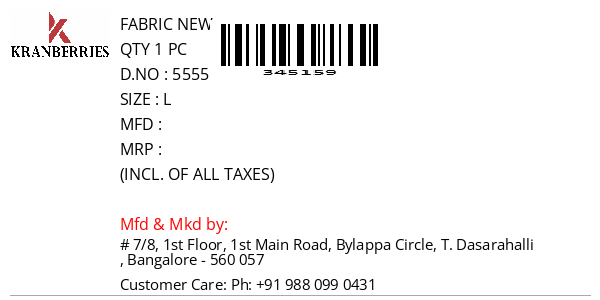 KRANBERRIES
FABRIC NEW
QTY 1 PC
D.NO : 5555
SIZE : L
MFD :
MRP :
(INCL. OF ALL TAXES)
345159
Mfd & Mkd by:
# 7/8, 1st Floor, 1st Main Road, Bylappa Circle, T. Dasarahalli
, Bangalore - 560 057
Customer Care: Ph: +91 988 099 0431